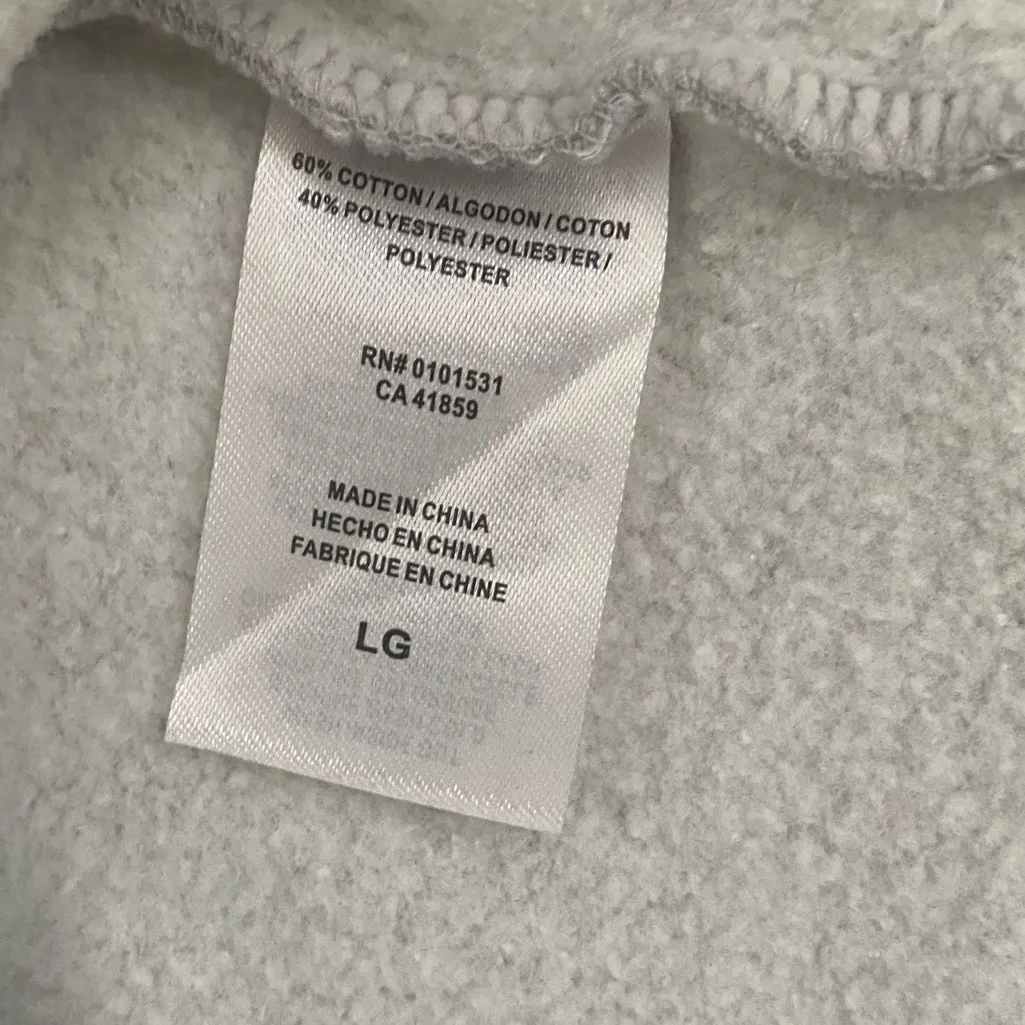 60% COTTON / ALGODON / COTON
40% POLYESTER / POLIESTER /
POLYESTER
RN# 0101531
CA 41859
MADE IN CHINA
HECHO EN CHINA
FABRIQUE EN CHINE
LG